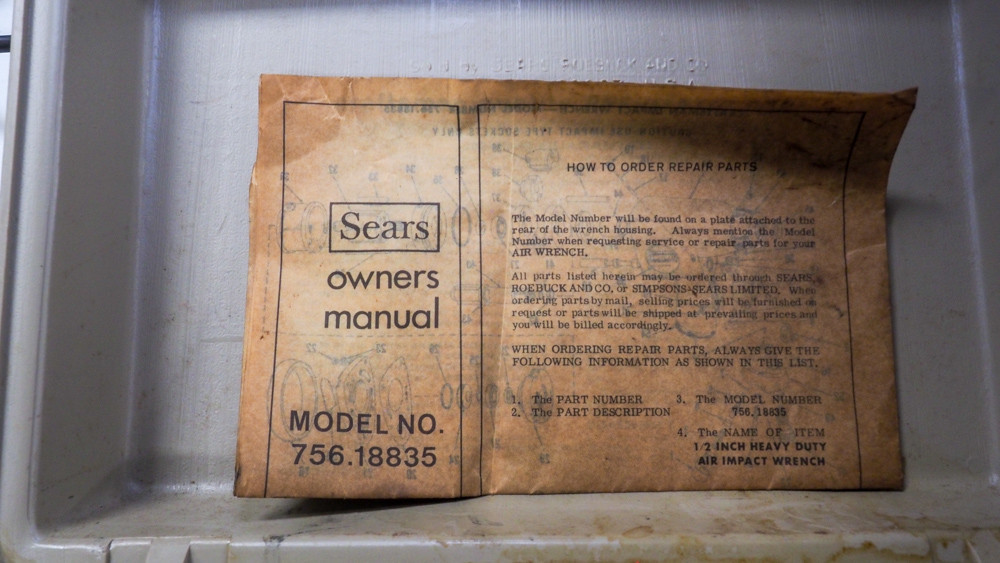 Sears
owners
manual
MODEL NO.
756.18835
HOW TO ORDER REPAIR PARTS
The Model Number will be found on a plate attached to the
rear of the wrench housing. Always mention the Model
Number when requesting service or repair parts for your
AIR WRENCH.
All parts listed herein may be ordered through SEARS,
ROEBUCK AND CO. or SIMPSONS-SEARS LIMITED. When
ordering parts by mail, selling prices will be furnished on
request or parts will be shipped at prevailing prices and
you will be billed accordingly.
WHEN ORDERING REPAIR PARTS, ALWAYS GIVE THE
FOLLOWING INFORMATION AS SHOWN IN THIS LIST.
1. The PART NUMBER
2. The PART DESCRIPTION
3. The MODEL NUMBER
756.18835
4. The NAME OF ITEM
1/2 INCH HEAVY DUTY
AIR IMPACT WRENCH